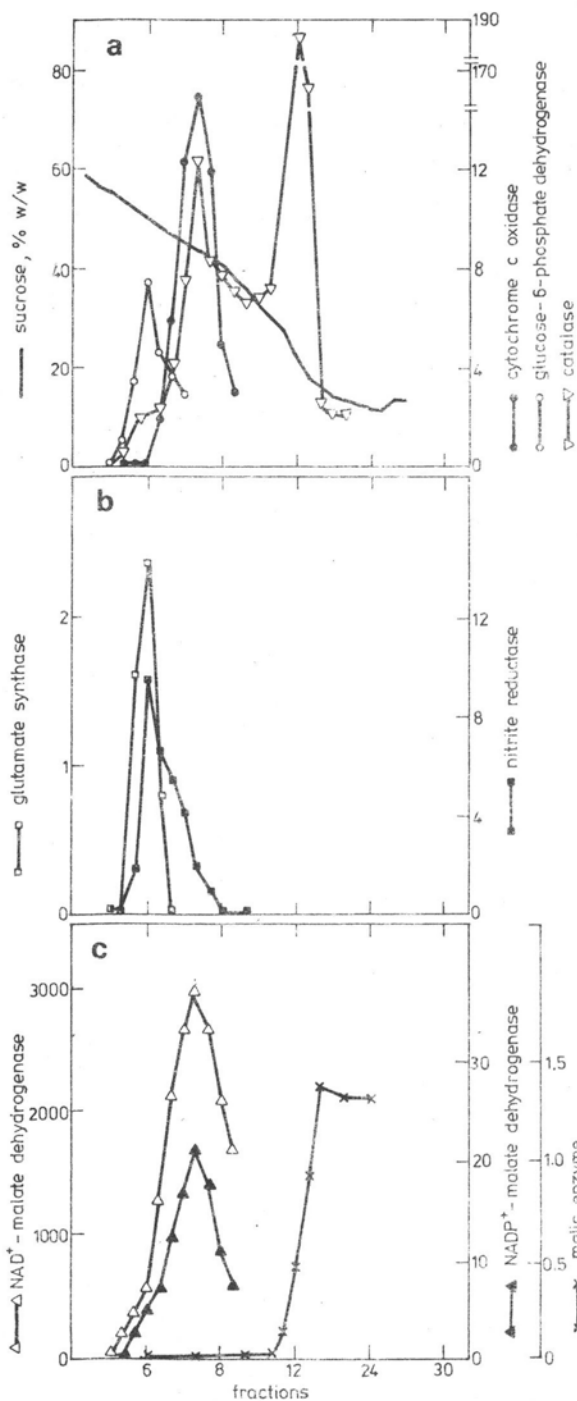 a
80
60
40
20
0
sucrose, % w/w
190
170
12
8
4
0
cytochrome c oxidase
glucose-6-phosphate dehydrogenase
catalase
b
2
1
0
glutamate synthase
12
8
4
0
nitrite reductase
c
3000
2000
1000
0
NAD⁺-malate dehydrogenase
30
20
10
0
NADP⁺-malate dehydrogenase
1.5
1.0
0.5
0
malic enzyme
6 8 12 24 30
fractions